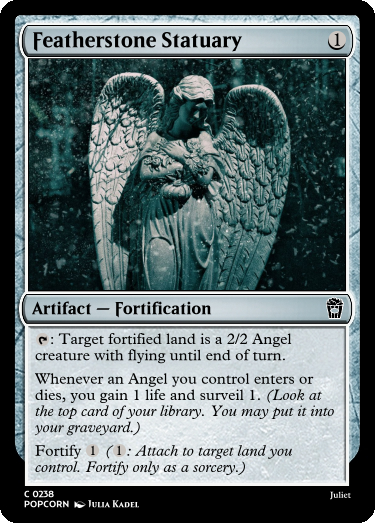 Featherstone Statuary 1
Artifact — Fortification
: Target fortified land is a 2/2 Angel
creature with flying until end of turn.
Whenever an Angel you control enters or
dies, you gain 1 life and surveil 1. (Look
at the top card of your library. You may put it into
your graveyard.)
Fortify 1 (1: Attach to target land you
control. Fortify only as a sorcery.)
C 0238
POPCORN Julia Kadel
Juliet